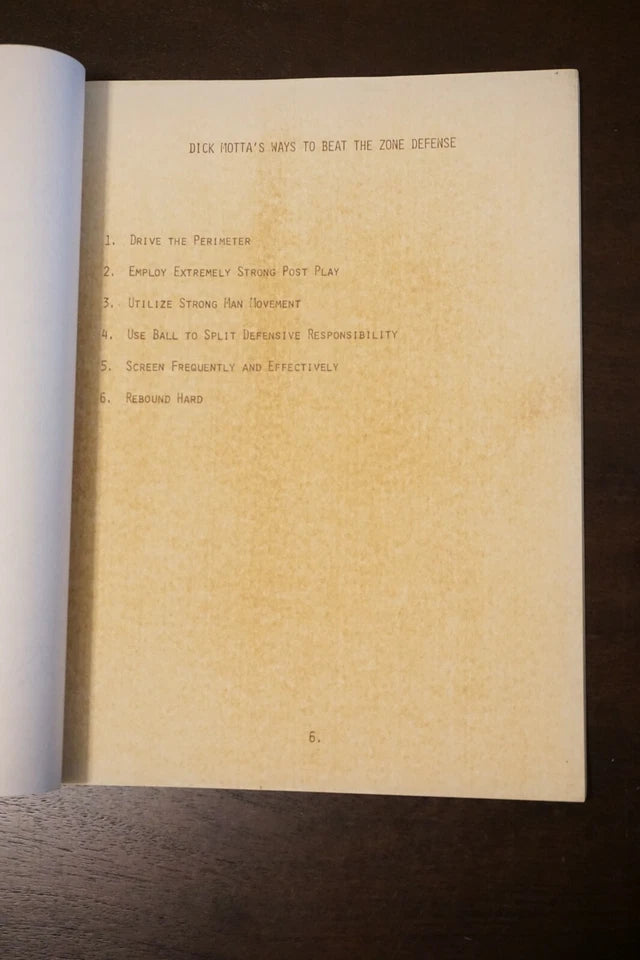 DICK MOTTA'S WAYS TO BEAT THE ZONE DEFENSE
1. DRIVE THE PERIMETER
2. EMPLOY EXTREMELY STRONG POST PLAY
3. UTILIZE STRONG MAN MOVEMENT
4. USE BALL TO SPLIT DEFENSIVE RESPONSIBILITY
5. SCREEN FREQUENTLY AND EFFECTIVELY
6. REBOUND HARD
6.